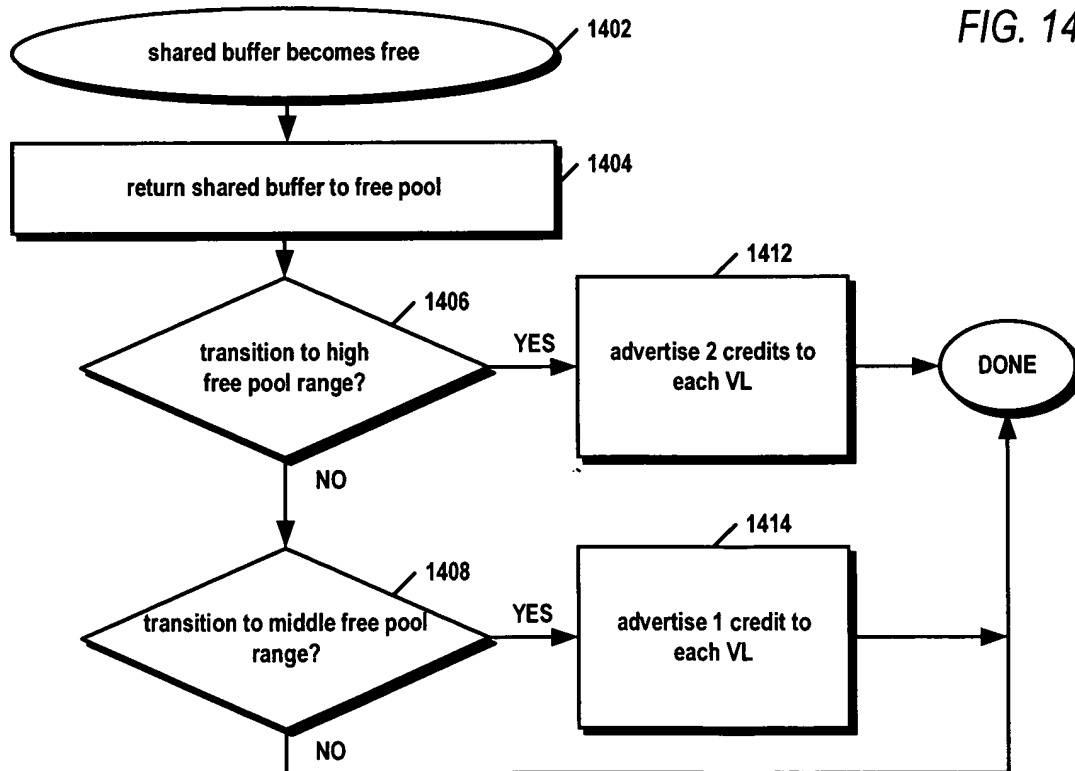 FIG. 14
shared buffer becomes free
1402
return shared buffer to free pool
1404
1406
transition to high
free pool range?
YES
NO
1412
advertise 2 credits to
each VL
DONE
1408
transition to middle free pool
range?
YES
NO
1414
advertise 1 credit to
each VL